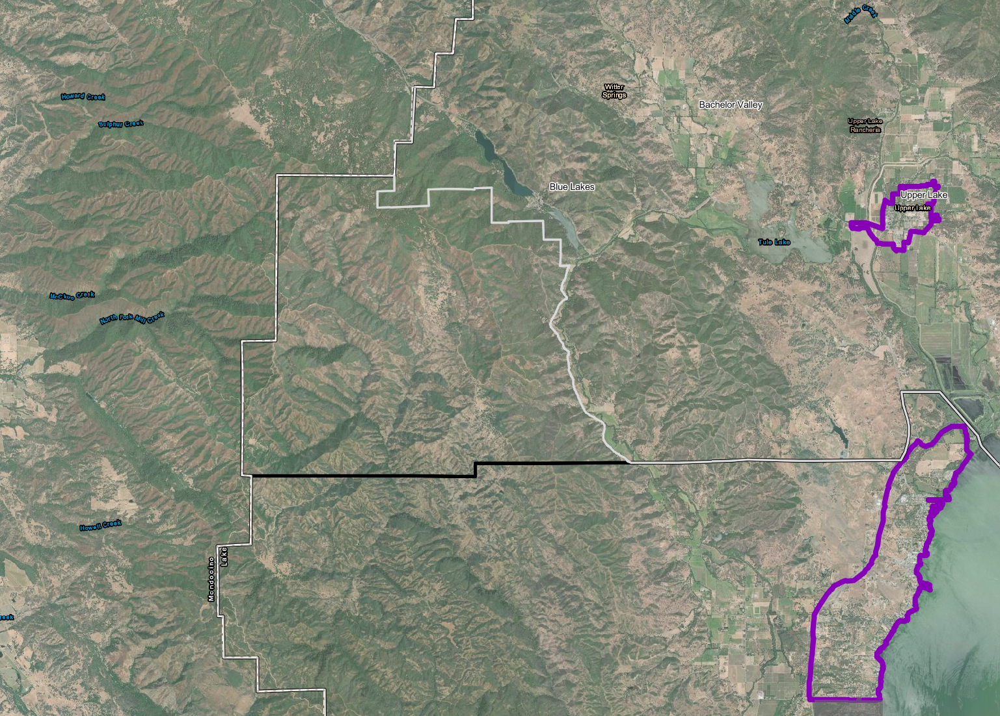 Middle Creek
Witter
Springs
Howard Creek
Bachelor Valley
Sulphur Creek
Upper Lake
Rancheria
Blue Lakes
Upper Lake
Upper Lake
Tule Lake
McClure Creek
North Fork Mill Creek
Howell Creek
Mendocino
Lake
reek